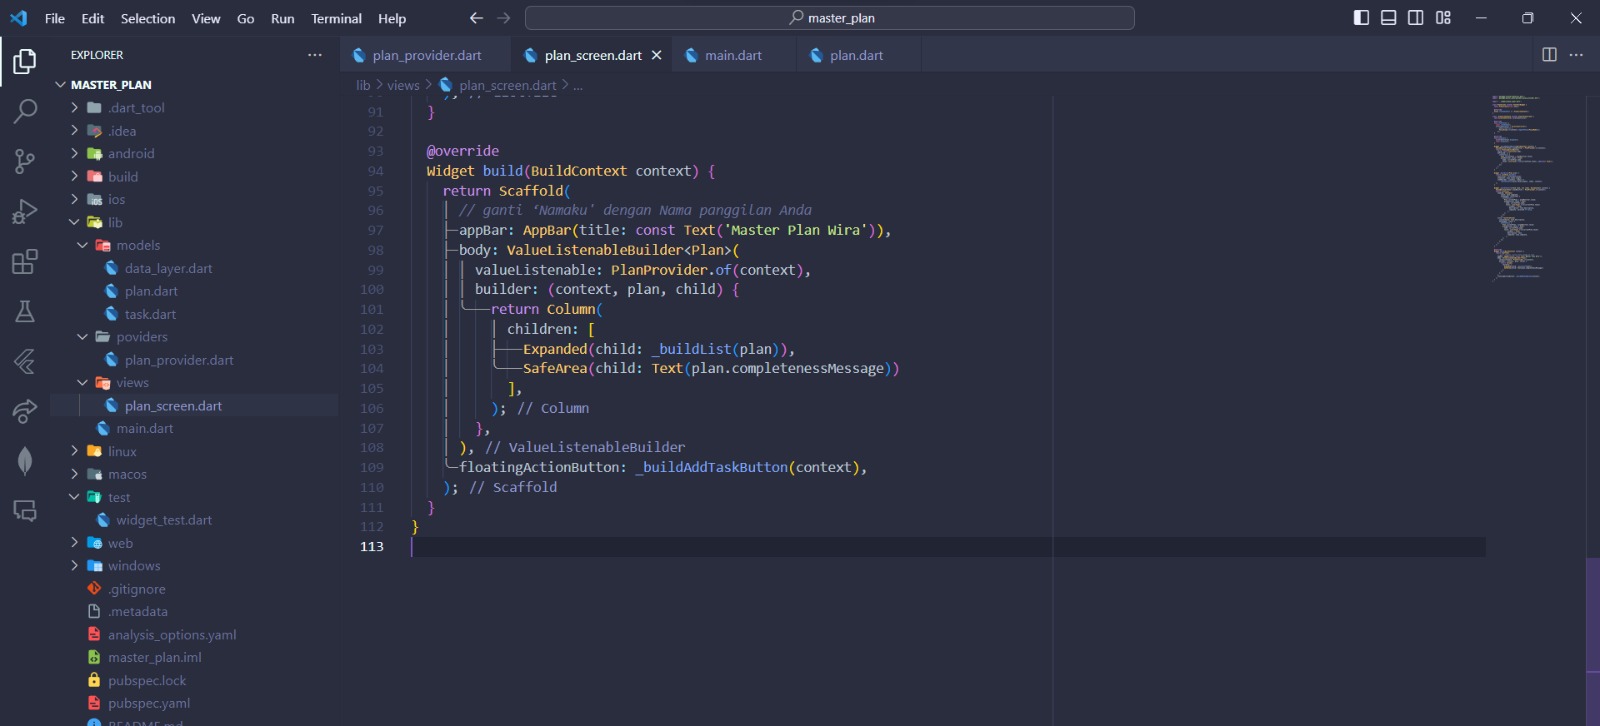 File Edit Selection View Go Run Terminal Help
master_plan
EXPLORER
MASTER_PLAN
.dart_tool
.idea
android
build
ios
lib
models
data_layer.dart
plan.dart
task.dart
poviders
plan_provider.dart
views
plan_screen.dart
main.dart
linux
macos
test
widget_test.dart
web
windows
.gitignore
.metadata
analysis_options.yaml
master_plan.iml
pubspec.lock
pubspec.yaml
README.md
plan_provider.dart plan_screen.dart main.dart plan.dart
lib > views > plan_screen.dart > ...
91 }
92
93 @override
94 Widget build(BuildContext context) {
95 return Scaffold(
96 // ganti ‘Namaku' dengan Nama panggilan Anda
97 appBar: AppBar(title: const Text('Master Plan Wira')),
98 body: ValueListenableBuilder<Plan>(
99 valueListenable: PlanProvider.of(context),
100 builder: (context, plan, child) {
101 return Column(
102 children: [
103 Expanded(child: _buildList(plan)),
104 SafeArea(child: Text(plan.completenessMessage))
105 ],
106 ); // Column
107 },
108 ), // ValueListenableBuilder
109 floatingActionButton: _buildAddTaskButton(context),
110 ); // Scaffold
111 }
112 }
113